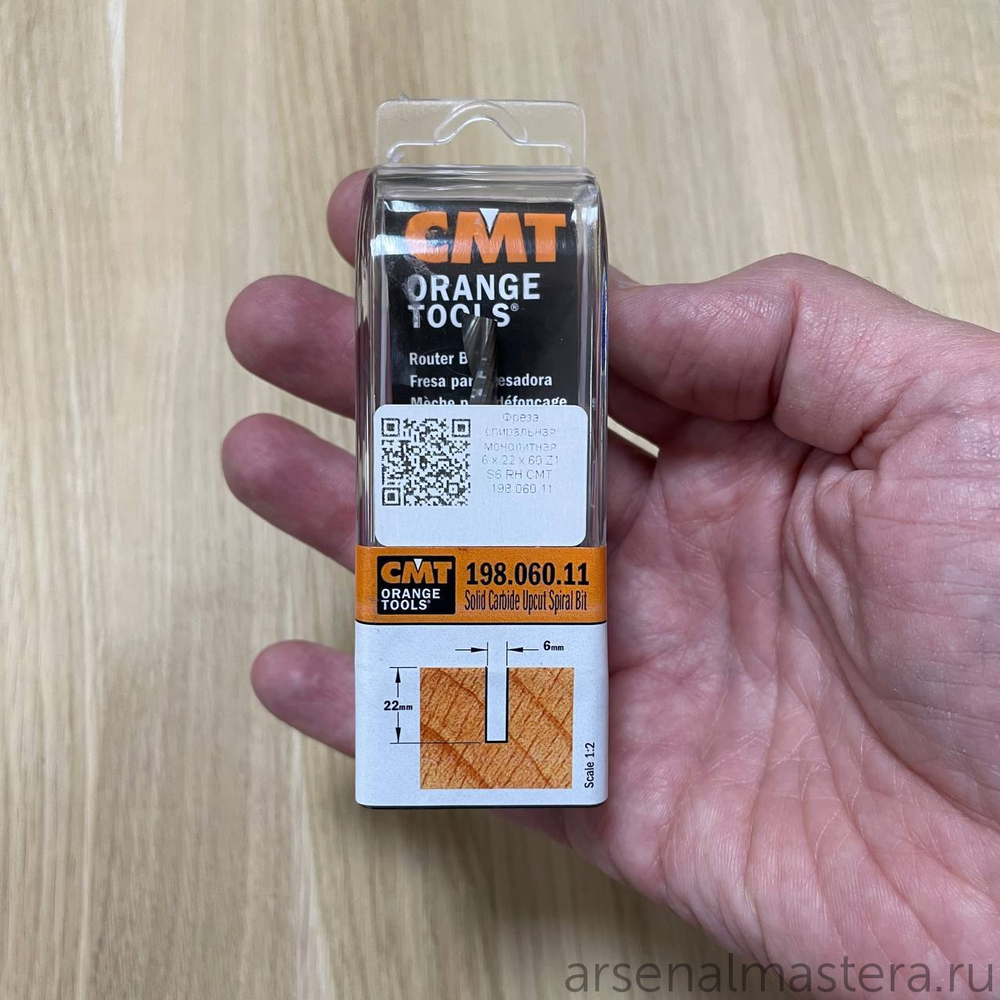 CMT
ORANGE
TOOLS®
Router B
Fresa par esadora
Mèche p défonçage
Фреза
спиральная
монолитная
6 x 22 x 60 Z1
S6 RH CMT
198.060.11
CMT
ORANGE
TOOLS®
198.060.11
Solid Carbide Upcut Spiral Bit
6mm
22mm
Scale 1:2
arsenalmastera.ru